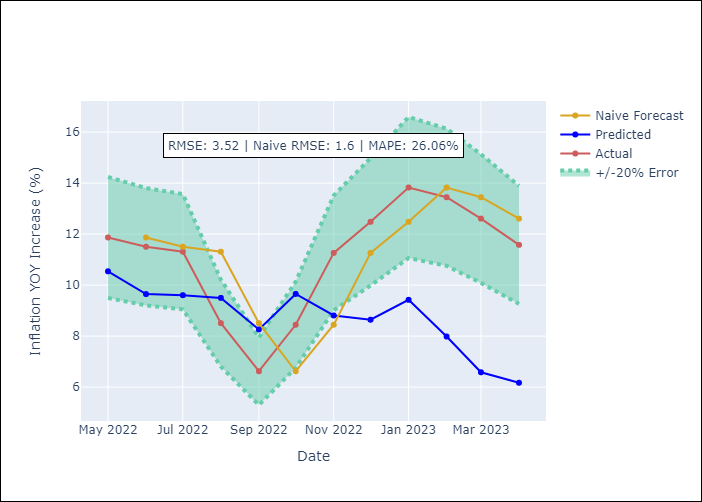 RMSE: 3.52 | Naive RMSE: 1.6 | MAPE: 26.06%
Naive Forecast
Predicted
Actual
+/-20% Error
Inflation YOY Increase (%)
16
14
12
10
8
6
May 2022 Jul 2022 Sep 2022 Nov 2022 Jan 2023 Mar 2023
Date